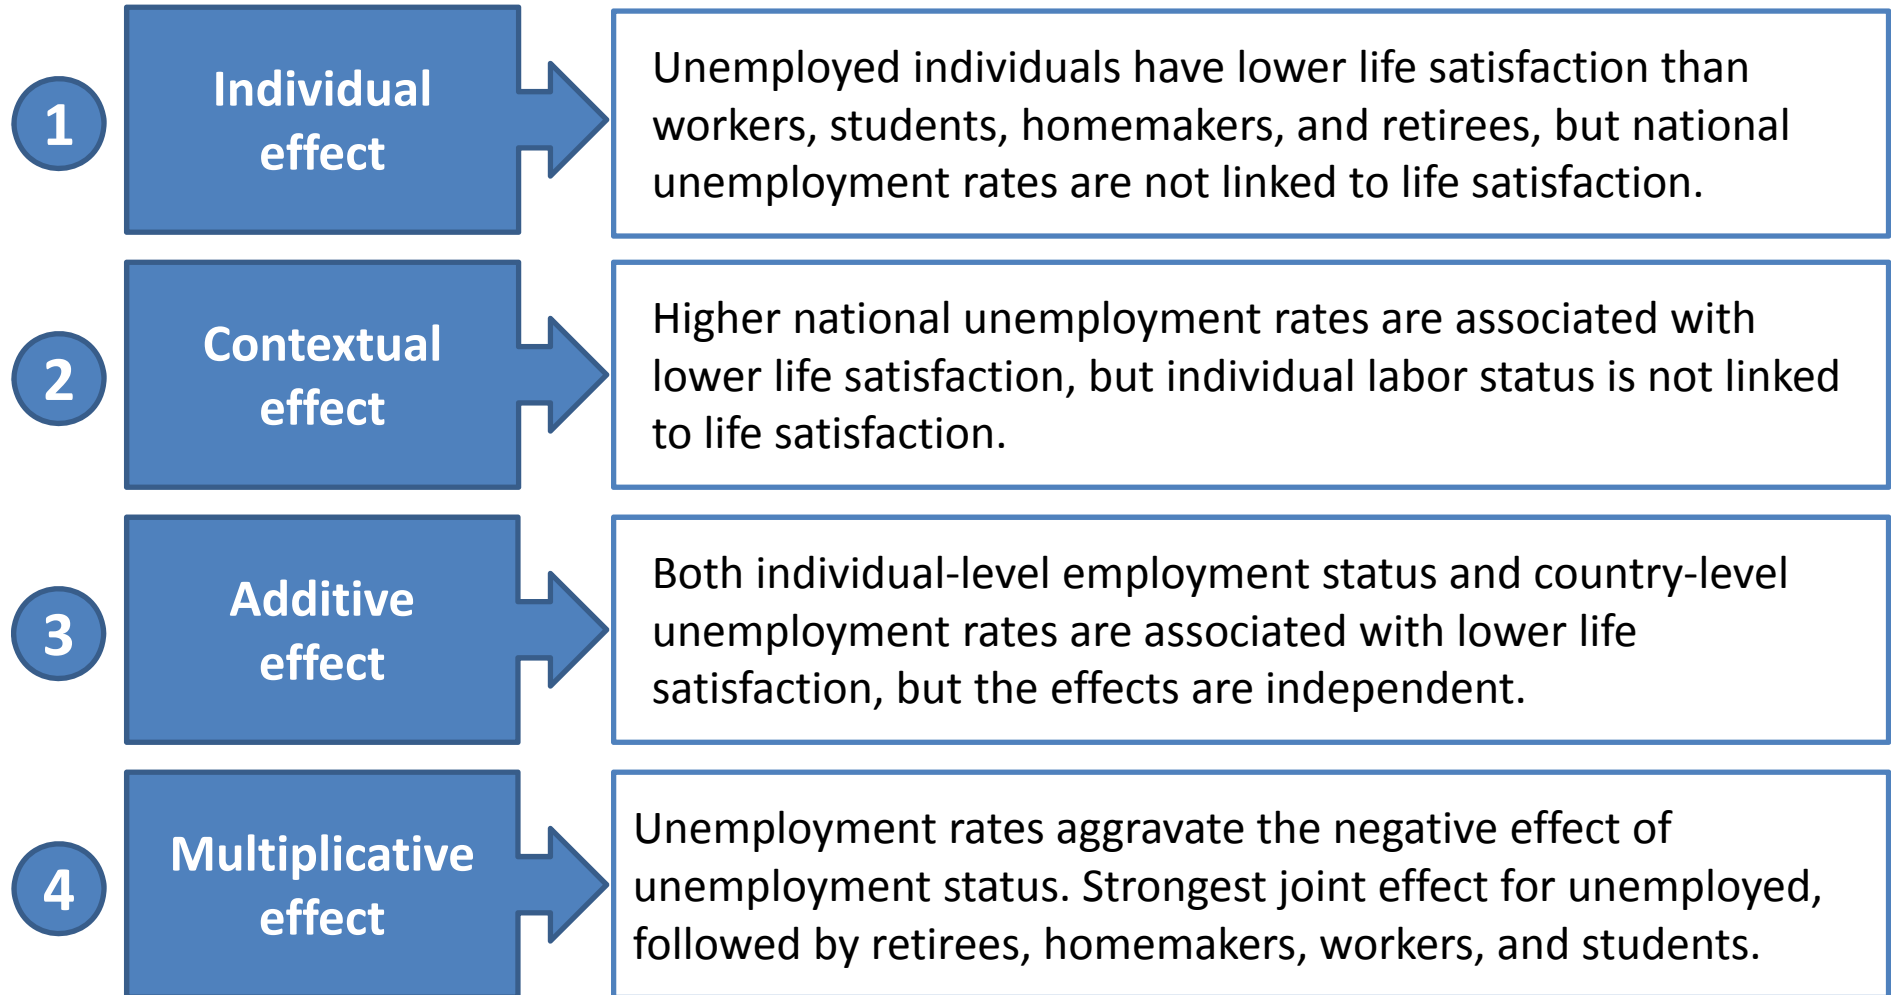 1
Individual
effect
Unemployed individuals have lower life satisfaction than
workers, students, homemakers, and retirees, but national
unemployment rates are not linked to life satisfaction.
2
Contextual
effect
Higher national unemployment rates are associated with
lower life satisfaction, but individual labor status is not linked
to life satisfaction.
3
Additive
effect
Both individual-level employment status and country-level
unemployment rates are associated with lower life
satisfaction, but the effects are independent.
4
Multiplicative
effect
Unemployment rates aggravate the negative effect of
unemployment status. Strongest joint effect for unemployed,
followed by retirees, homemakers, workers, and students.